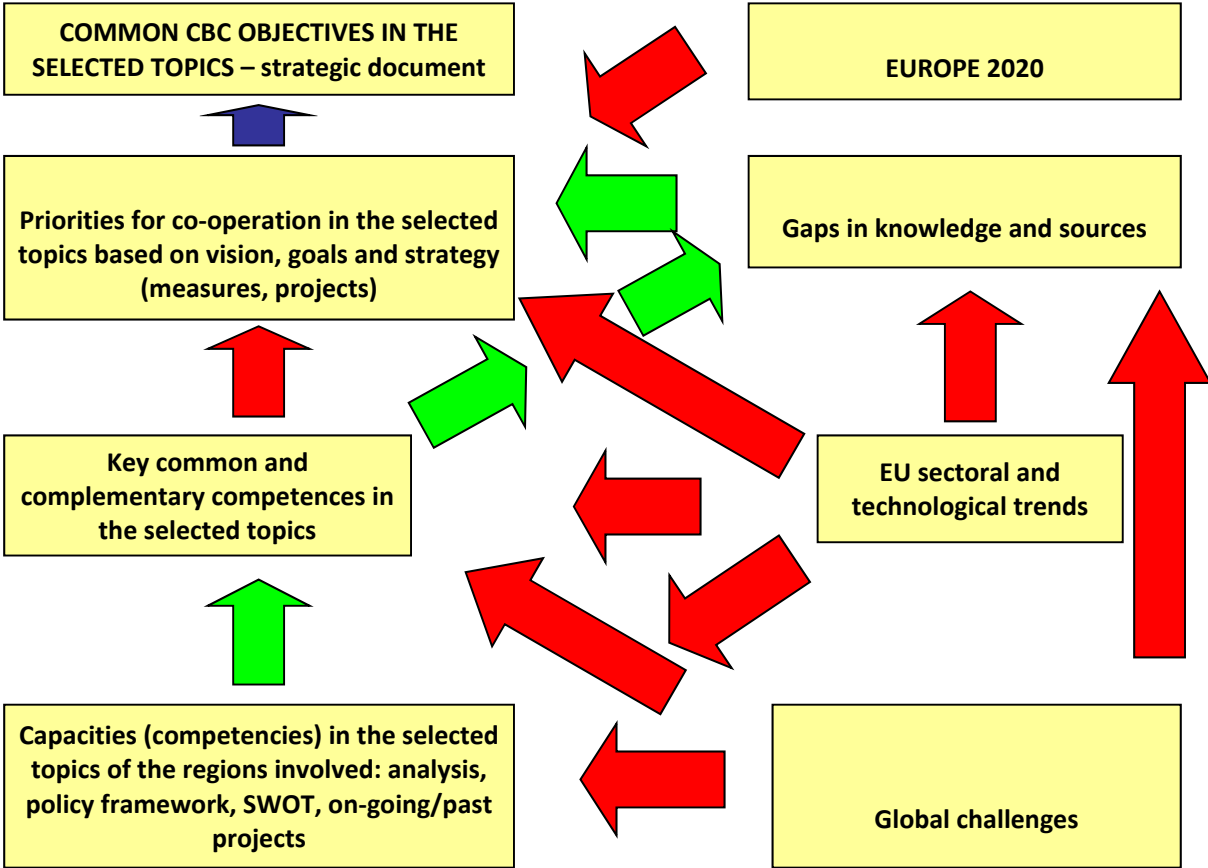 COMMON CBC OBJECTIVES IN THE
SELECTED TOPICS – strategic document
EUROPE 2020
Priorities for co-operation in the selected
topics based on vision, goals and strategy
(measures, projects)
Gaps in knowledge and sources
Key common and
complementary competences in
the selected topics
EU sectoral and
technological trends
Capacities (competencies) in the selected
topics of the regions involved: analysis,
policy framework, SWOT, on-going/past
projects
Global challenges